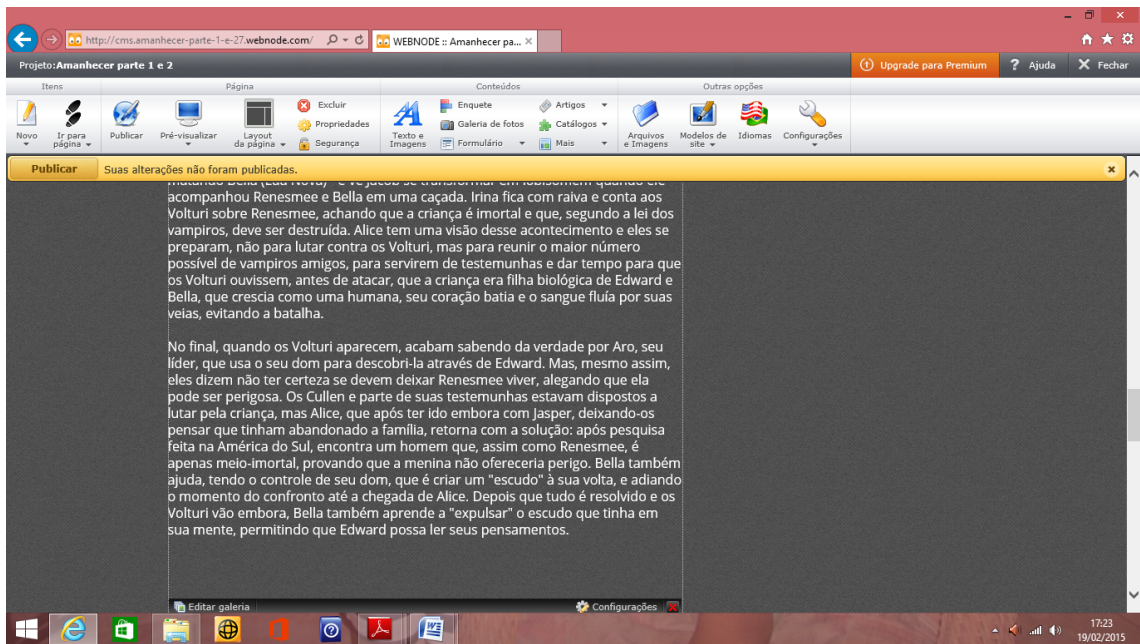 http://cms.amanhecer-parte-1-e-27.webnode.com/
WEBNODE :: Amanhecer pa...
Projeto:Amanhecer parte 1 e 2
Upgrade para Premium
? Ajuda
X Fechar
Itens
Página
Conteúdos
Outras opções
Novo
Ir para página
Publicar
Pré-visualizar
Layout da página
Excluir
Propriedades
Segurança
Texto e Imagens
Enquete
Galeria de fotos
Formulário
Artigos
Catálogos
Mais
Arquivos e Imagens
Modelos de site
Idiomas
Configurações
Publicar
Suas alterações não foram publicadas.
mutando Bella (Lua Nova) - e vê Jacob se transformar em lobisomem quando ele
acompanhou Renesmee e Bella em uma caçada. Irina fica com raiva e conta aos
Volturi sobre Renesmee, achando que a criança é imortal e que, segundo a lei dos
vampiros, deve ser destruída. Alice tem uma visão desse acontecimento e eles se
preparam, não para lutar contra os Volturi, mas para reunir o maior número
possível de vampiros amigos, para servirem de testemunhas e dar tempo para que
os Volturi ouvissem, antes de atacar, que a criança era filha biológica de Edward e
Bella, que crescia como uma humana, seu coração batia e o sangue fluía por suas
veias, evitando a batalha.
No final, quando os Volturi aparecem, acabam sabendo da verdade por Aro, seu
líder, que usa o seu dom para descobri-la através de Edward. Mas, mesmo assim,
eles dizem não ter certeza se devem deixar Renesmee viver, alegando que ela
pode ser perigosa. Os Cullen e parte de suas testemunhas estavam dispostos a
lutar pela criança, mas Alice, que após ter ido embora com Jasper, deixando-os
pensar que tinham abandonado a família, retorna com a solução: após pesquisa
feita na América do Sul, encontra um homem que, assim como Renesmee, é
apenas meio-imortal, provando que a menina não ofereceria perigo. Bella também
ajuda, tendo o controle de seu dom, que é criar um "escudo" à sua volta, e adiando
o momento do confronto até a chegada de Alice. Depois que tudo é resolvido e os
Volturi vão embora, Bella também aprende a "expulsar" o escudo que tinha em
sua mente, permitindo que Edward possa ler seus pensamentos.
Editar galeria
Configurações
17:23
19/02/2015